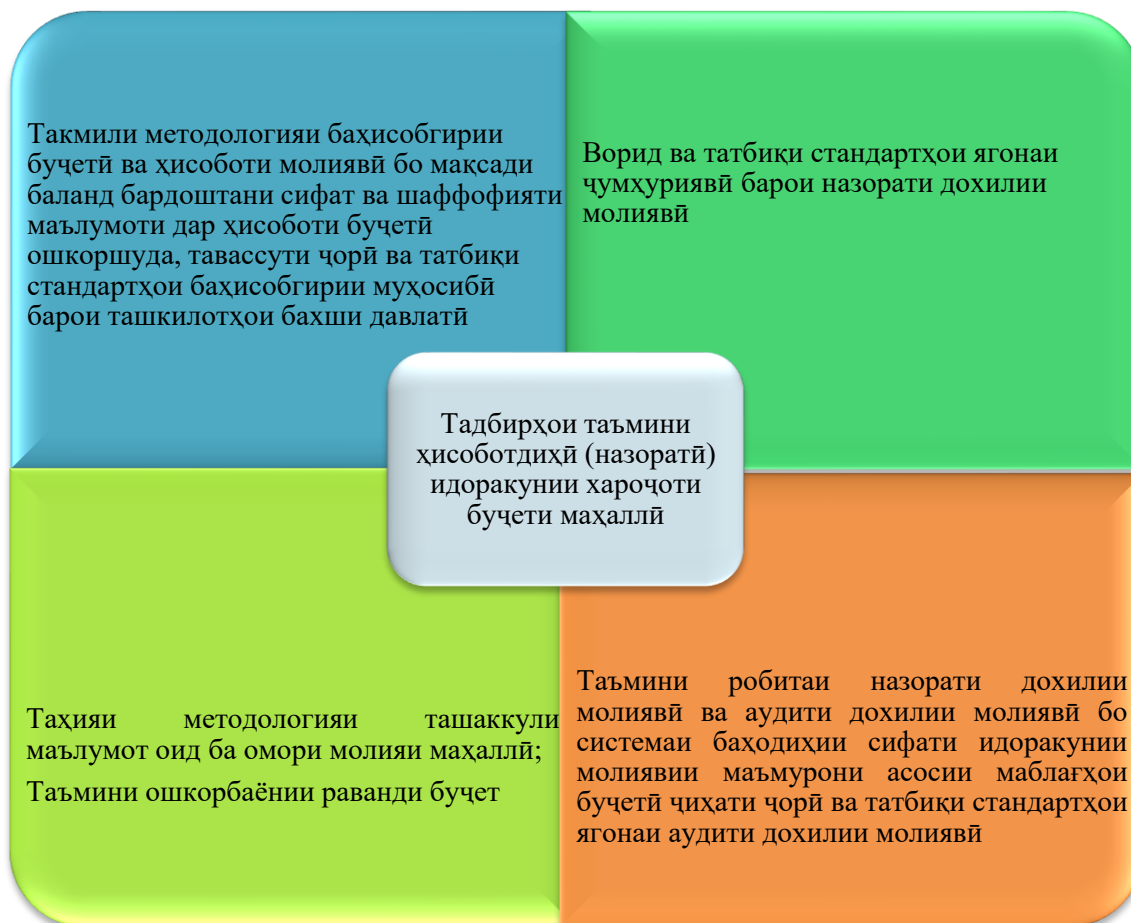 Такмили методологияи баҳисобгирии
буҷетӣ ва ҳисоботи молиявӣ бо мақсади
баланд бардоштани сифат ва шаффофияти
маълумоти дар ҳисоботи буҷетӣ
ошкоршуда, тавассути ҷорӣ ва татбиқи
стандартҳои баҳисобгирии муҳосибӣ
барои ташкилотҳои бахши давлатӣ
Ворид ва татбиқи стандартҳои ягонаи
ҷумҳуриявӣ барои назорати дохилии
молиявӣ
Тадбирҳои таъмини
ҳисоботдиҳӣ (назоратӣ)
идоракунии хароҷоти
буҷети маҳаллӣ
Таҳияи методологияи ташаккули
маълумот оид ба омори молияи маҳаллӣ;
Таъмини ошкорбаёнии раванди буҷет
Таъмини робитаи назорати дохилии
молиявӣ ва аудити дохилии молиявӣ бо
системаи баҳодиҳии сифати идоракунии
молиявии маъмурони асосии маблағҳои
буҷетӣ ҷиҳати ҷорӣ ва татбиқи стандартҳои
ягонаи аудити дохилии молиявӣ